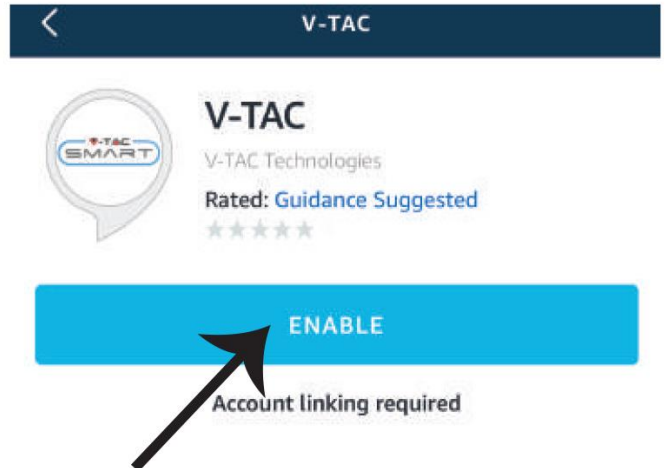 V-TAC
V-TAC
SMART
V-TAC
V-TAC Technologies
Rated: Guidance Suggested
ENABLE
Account linking required